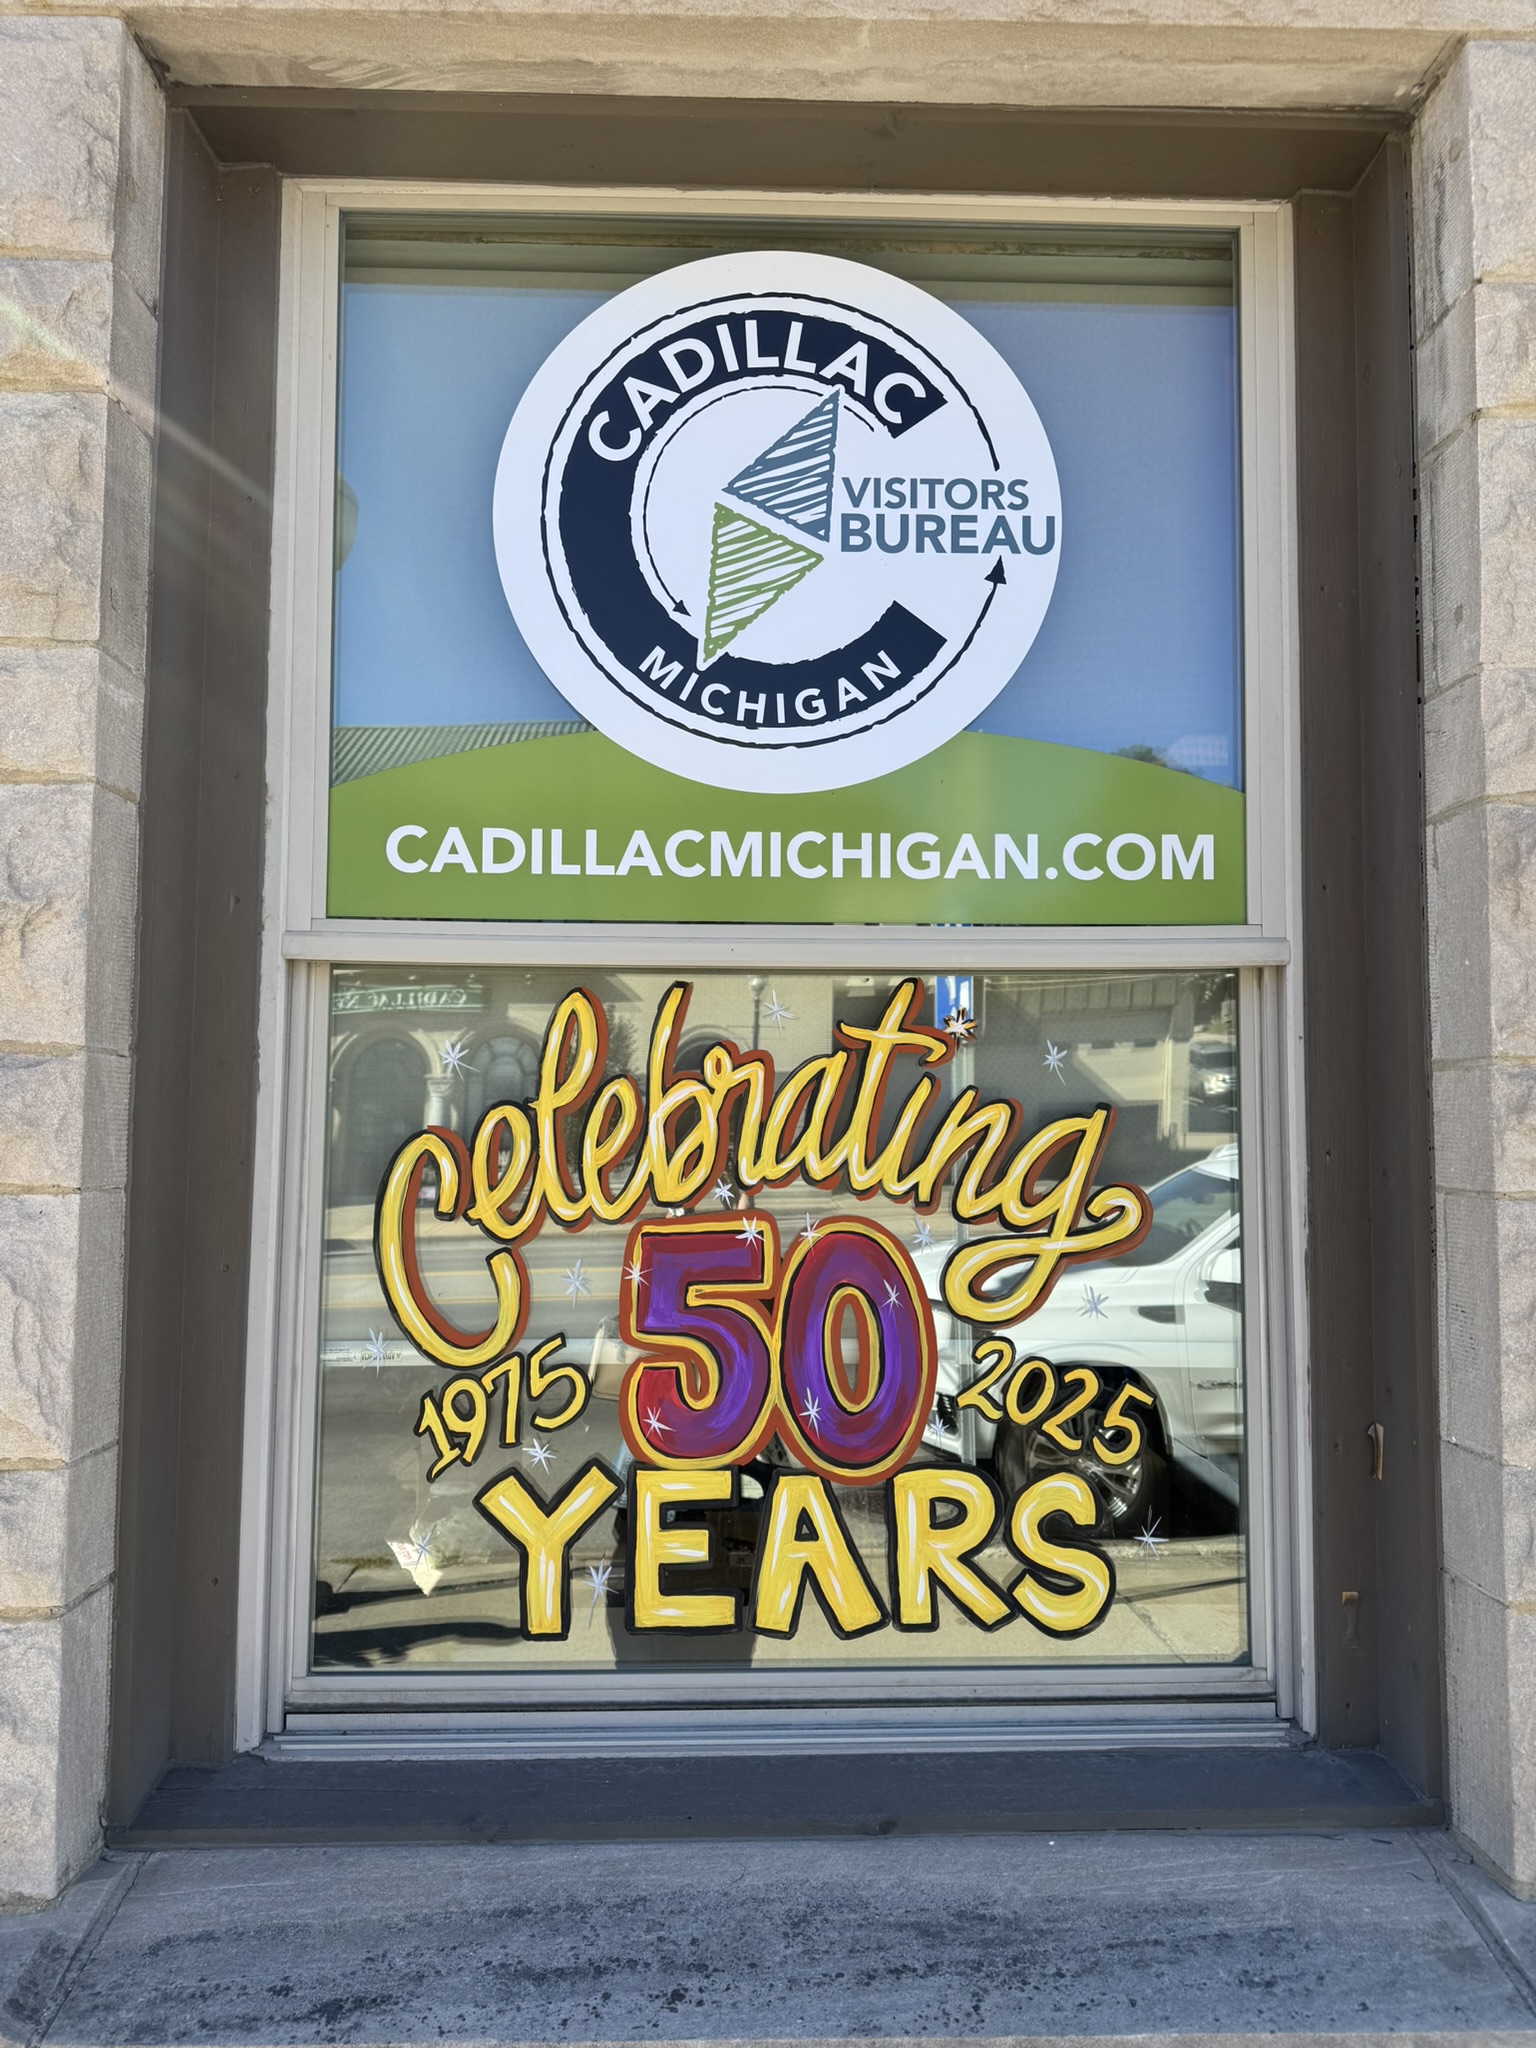 CADILLAC
VISITORS
BUREAU
MICHIGAN
CADILLACMICHIGAN.COM
Celebrating
50
1975 2025
YEARS